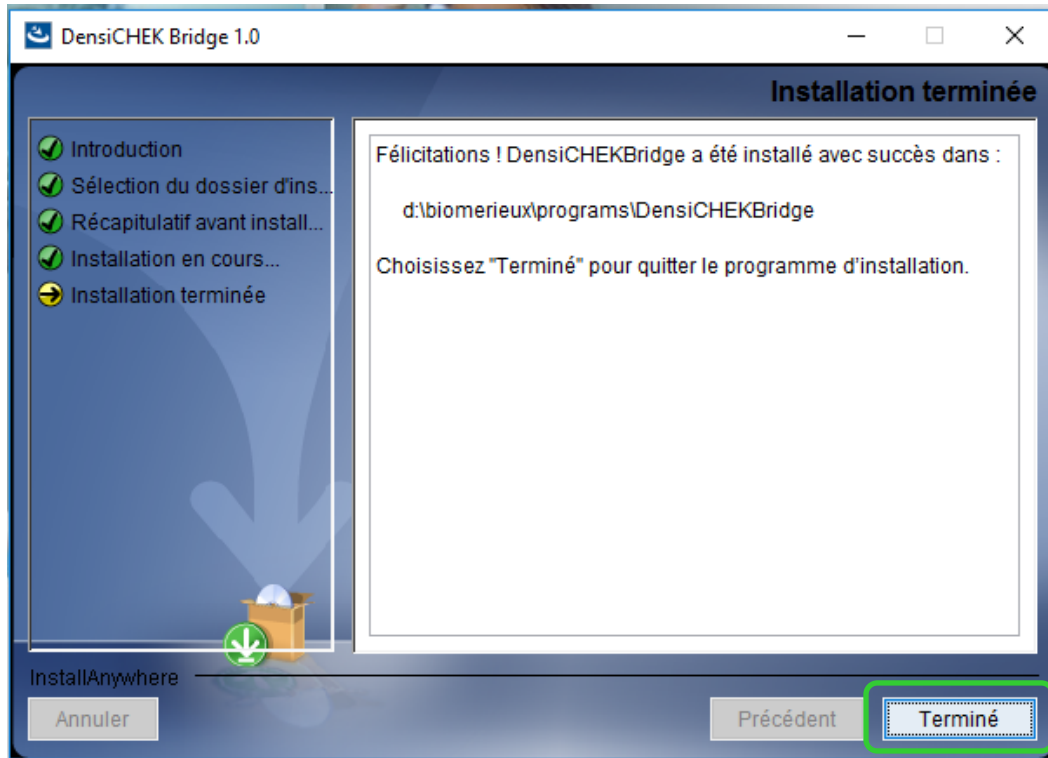 DensiCHEK Bridge 1.0
Installation terminée
Introduction
Sélection du dossier d'ins...
Récapitulatif avant install...
Installation en cours...
Installation terminée
Félicitations ! DensiCHEKBridge a été installé avec succès dans :
d:\biomerieux\programs\DensiCHEKBridge
Choisissez "Terminé" pour quitter le programme d'installation.
InstallAnywhere
Annuler
Précédent
Terminé